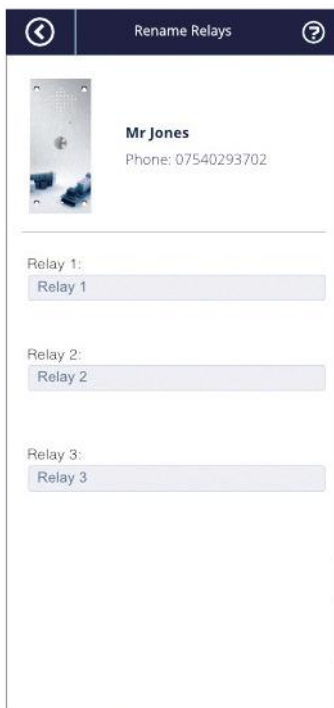 Rename Relays
Mr Jones
Phone: 07540293702
Relay 1:
Relay 1
Relay 2:
Relay 2
Relay 3:
Relay 3